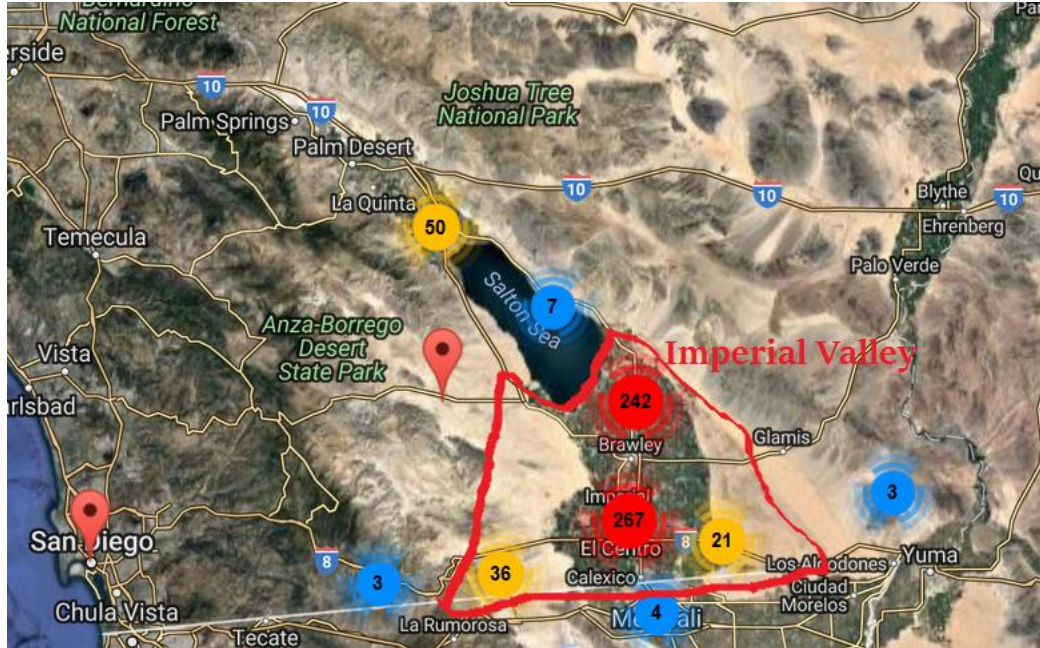 Bernardino
National Forest
erside
10
10
Joshua Tree
National Park
Palm Springs
Palm Desert
10
10
Blythe
10
La Quinta
Ehrenberg
50
Temecula
Palo Verde
Salton Sea
7
Anza-Borrego
Desert
State Park
Vista
Imperial Valley
arlsbad
242
Brawley
Glamis
Imperial
3
267
San Diego
El Centro
8
21
8
Los Algodones
Yuma
36
Calexico
3
Ciudad
Morelos
Chula Vista
4
La Rumorosa
Tecate